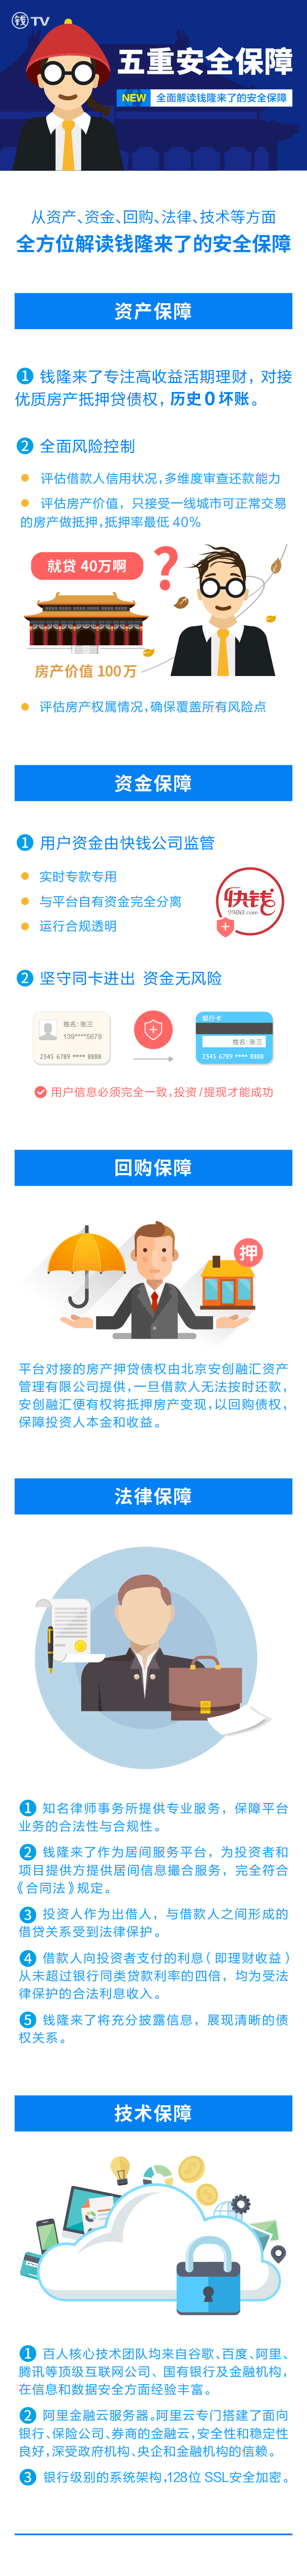 钱 TV
五重安全保障
NEW 全面解读钱隆来了的安全保障
从资产、资金、回购、法律、技术等方面
全方位解读钱隆来了的安全保障
资产保障
1 钱隆来了专注高收益活期理财，对接
优质房产抵押贷债权，历史0坏账。
2 全面风险控制
评估借款人信用状况，多维度审查还款能力
评估房产价值，只接受一线城市可正常交易
的房产做抵押，抵押率最低 40%
就贷 40万啊
?
房产价值 100万
评估房产权属情况，确保覆盖所有风险点
资金保障
1 用户资金由快钱公司监管
实时专款专用
与平台自有资金完全分离
运行合规透明
快钱
99Bill.com
2 坚守同卡进出 资金无风险
姓名：张三
139****5678
2345 6789 **** 8888
银行卡
姓名：张三
2345 6789 **** 8888
用户信息必须完全一致，投资/提现才能成功
回购保障
押
平台对接的房产押贷债权由北京安创融汇资产
管理有限公司提供，一旦借款人无法按时还款，
安创融汇便有权将抵押房产变现，以回购债权，
保障投资人本金和收益。
法律保障
1 知名律师事务所提供专业服务，保障平台
业务的合法性与合规性。
2 钱隆来了作为居间服务平台，为投资者和
项目提供方提供居间信息撮合服务，完全符合
《合同法》规定。
3 投资人作为出借人，与借款人之间形成的
借贷关系受到法律保护。
4 借款人向投资者支付的利息（即理财收益）
从未超过银行同类贷款利率的四倍，均为受法
律保护的合法利息收入。
5 钱隆来了将充分披露信息，展现清晰的债
权关系。
技术保障
1 百人核心技术团队均来自谷歌、百度、阿里、
腾讯等顶级互联网公司、国有银行及金融机构，
在信息和数据安全方面经验丰富。
2 阿里金融云服务器。阿里云专门搭建了面向
银行、保险公司、券商的金融云，安全性和稳定性
良好，深受政府机构、央企和金融机构的信赖。
3 银行级别的系统架构，128位 SSL安全加密。